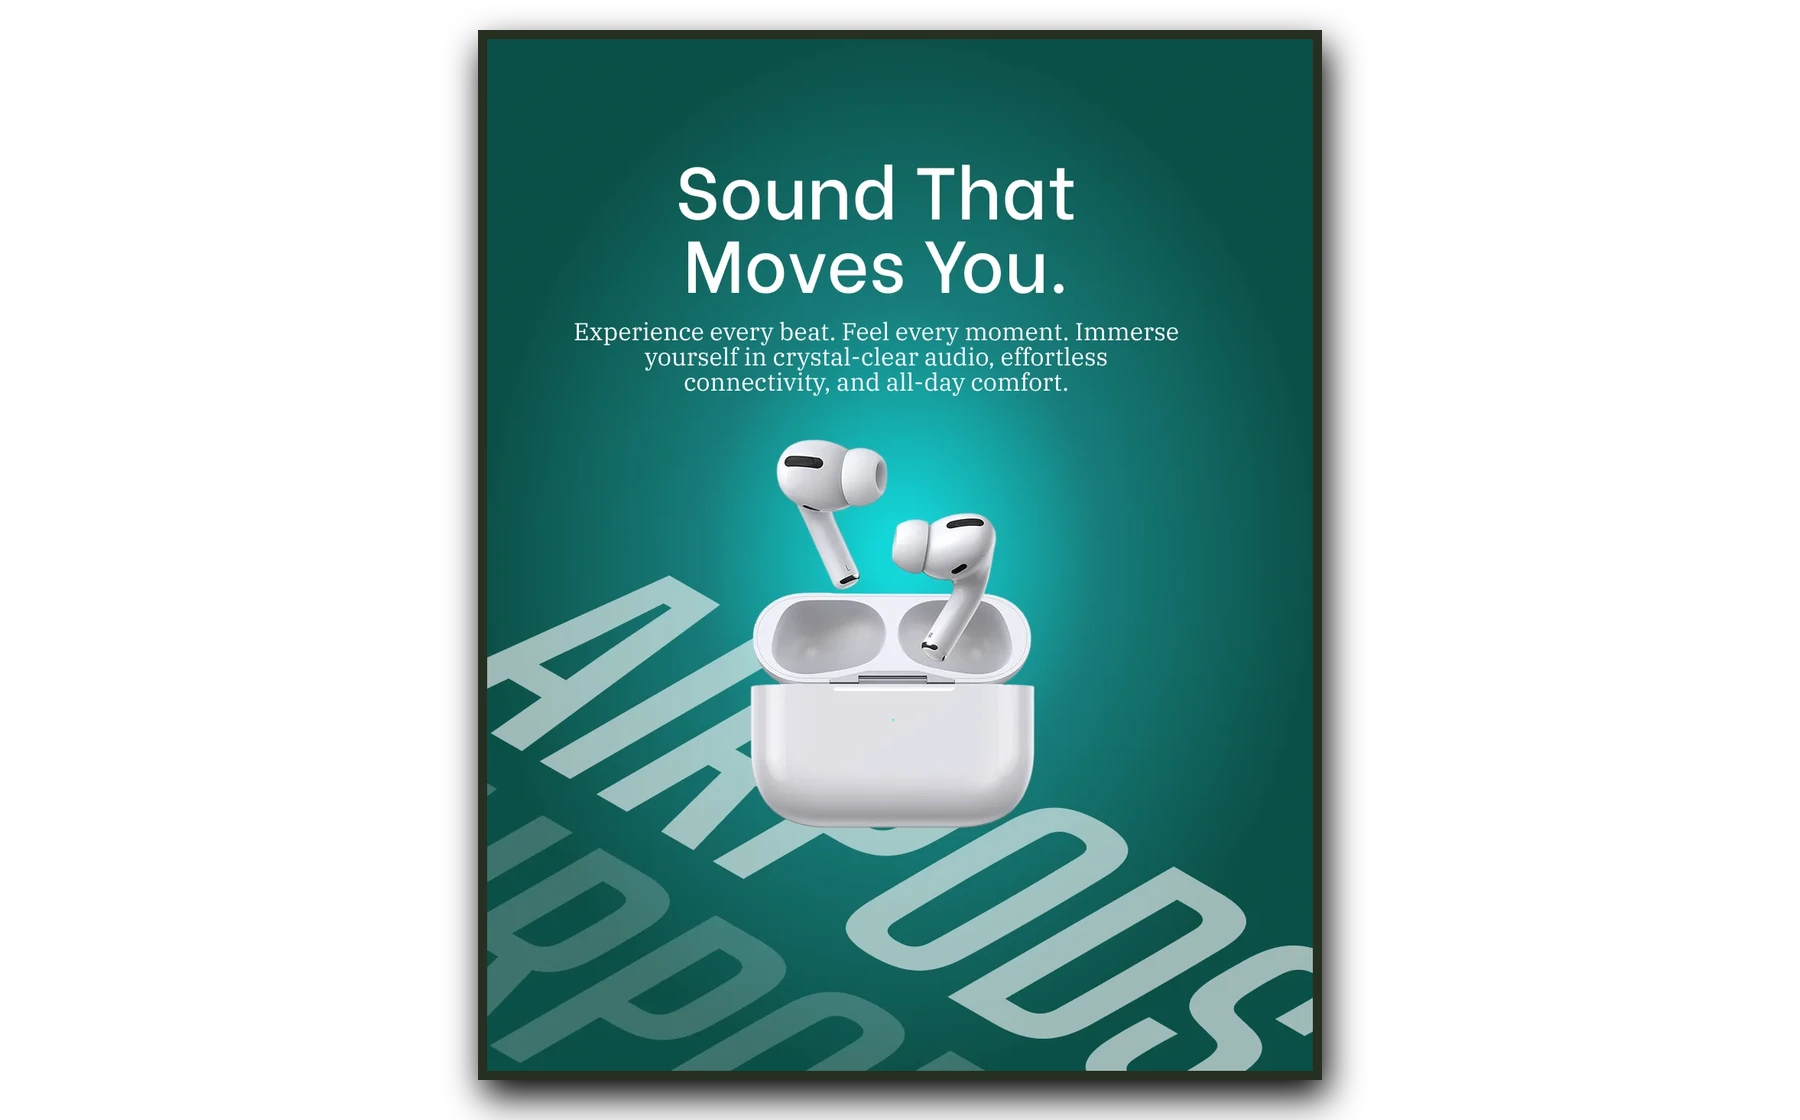 Sound That
Moves You.
Experience every beat. Feel every moment. Immerse
yourself in crystal-clear audio, effortless
connectivity, and all-day comfort.
AIRPODS
IRPO